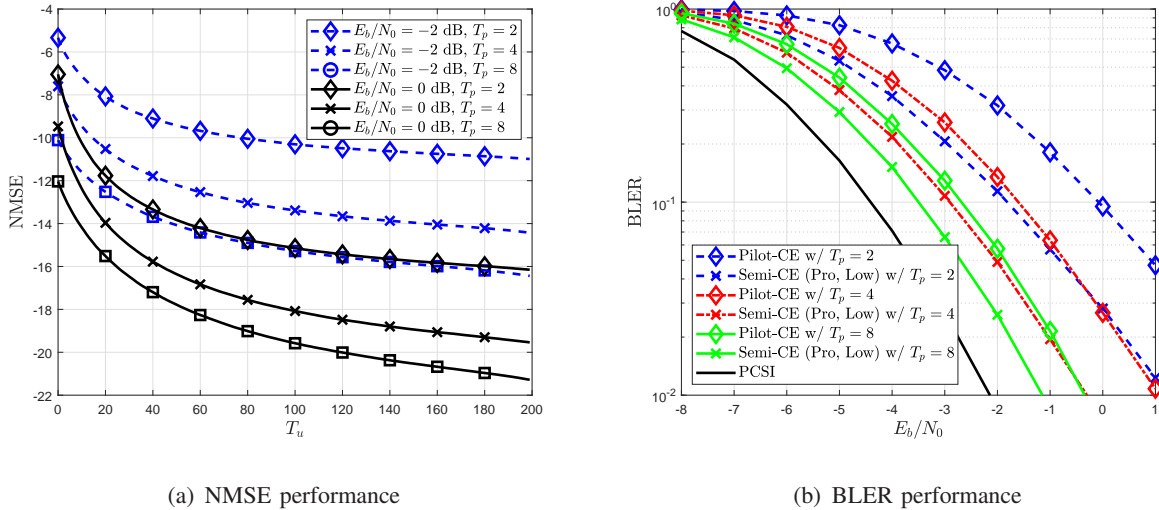 -4
-6
-8
-10
-12
-14
-16
-18
-20
-22
NMSE
0 20 40 60 80 100 120 140 160 180 200
T_u
E_b/N_0 = −2 dB, T_p = 2
E_b/N_0 = −2 dB, T_p = 4
E_b/N_0 = −2 dB, T_p = 8
E_b/N_0 = 0 dB, T_p = 2
E_b/N_0 = 0 dB, T_p = 4
E_b/N_0 = 0 dB, T_p = 8
(a) NMSE performance
10^0
10^-1
10^-2
BLER
-8 -7 -6 -5 -4 -3 -2 -1 0 1
E_b/N_0
Pilot-CE w/ T_p = 2
Semi-CE (Pro, Low) w/ T_p = 2
Pilot-CE w/ T_p = 4
Semi-CE (Pro, Low) w/ T_p = 4
Pilot-CE w/ T_p = 8
Semi-CE (Pro, Low) w/ T_p = 8
PCSI
(b) BLER performance